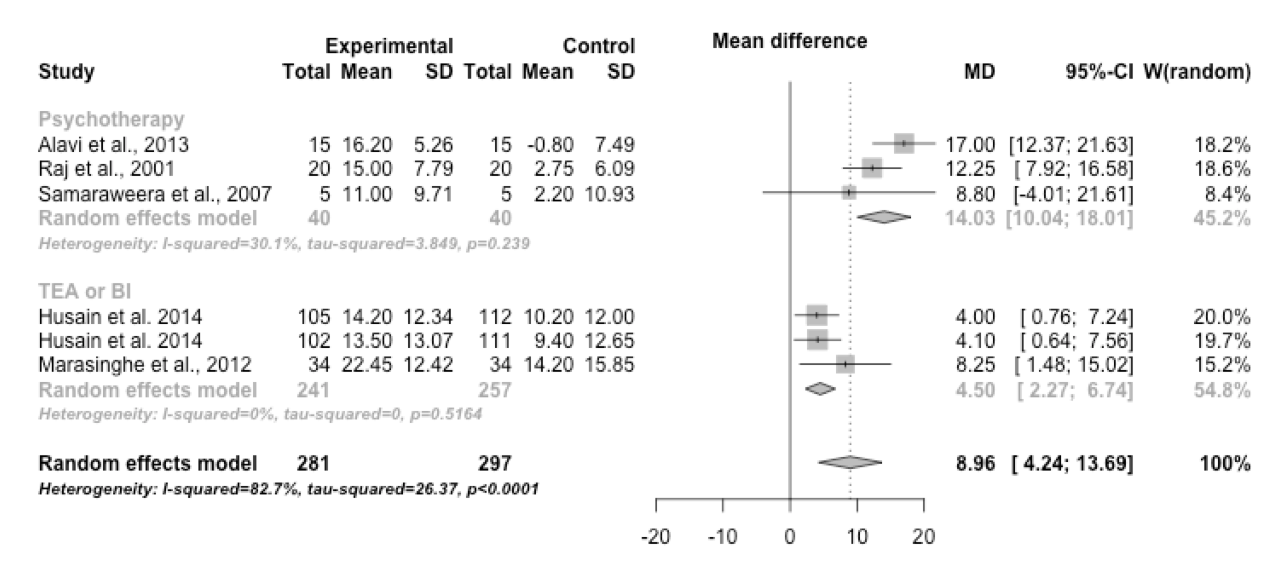 Experimental Control Mean difference
Study Total Mean SD Total Mean SD MD 95%-CI W(random)
Psychotherapy
Alavi et al., 2013 15 16.20 5.26 15 -0.80 7.49 17.00 [12.37; 21.63] 18.2%
Raj et al., 2001 20 15.00 7.79 20 2.75 6.09 12.25 [ 7.92; 16.58] 18.6%
Samaraweera et al., 2007 5 11.00 9.71 5 2.20 10.93 8.80 [-4.01; 21.61] 8.4%
Random effects model 40 40 14.03 [10.04; 18.01] 45.2%
Heterogeneity: I-squared=30.1%, tau-squared=3.849, p=0.239
TEA or BI
Husain et al. 2014 105 14.20 12.34 112 10.20 12.00 4.00 [ 0.76; 7.24] 20.0%
Husain et al. 2014 102 13.50 13.07 111 9.40 12.65 4.10 [ 0.64; 7.56] 19.7%
Marasinghe et al., 2012 34 22.45 12.42 34 14.20 15.85 8.25 [ 1.48; 15.02] 15.2%
Random effects model 241 257 4.50 [ 2.27; 6.74] 54.8%
Heterogeneity: I-squared=0%, tau-squared=0, p=0.5164
Random effects model 281 297 8.96 [ 4.24; 13.69] 100%
Heterogeneity: I-squared=82.7%, tau-squared=26.37, p<0.0001
-20 -10 0 10 20